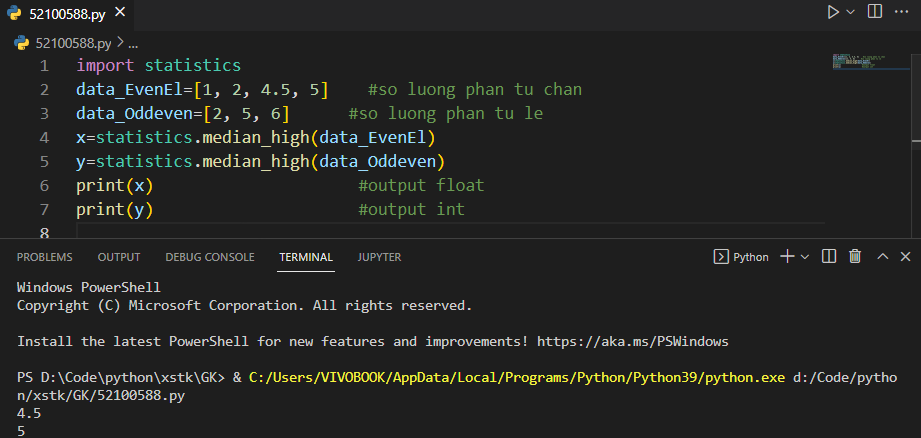 52100588.py
52100588.py > ...
1 import statistics
2 data_EvenEl=[1, 2, 4.5, 5]    #so luong phan tu chan
3 data_Oddeven=[2, 5, 6]      #so luong phan tu le
4 x=statistics.median_high(data_EvenEl)
5 y=statistics.median_high(data_Oddeven)
6 print(x)                     #output float
7 print(y)                     #output int
8
PROBLEMS OUTPUT DEBUG CONSOLE TERMINAL JUPYTER Python
Windows PowerShell
Copyright (C) Microsoft Corporation. All rights reserved.
Install the latest PowerShell for new features and improvements! https://aka.ms/PSWindows
PS D:\Code\python\xstk\GK> & C:/Users/VIVOBOOK/AppData/Local/Programs/Python/Python39/python.exe d:/Code/pytho
n/xstk/GK/52100588.py
4.5
5